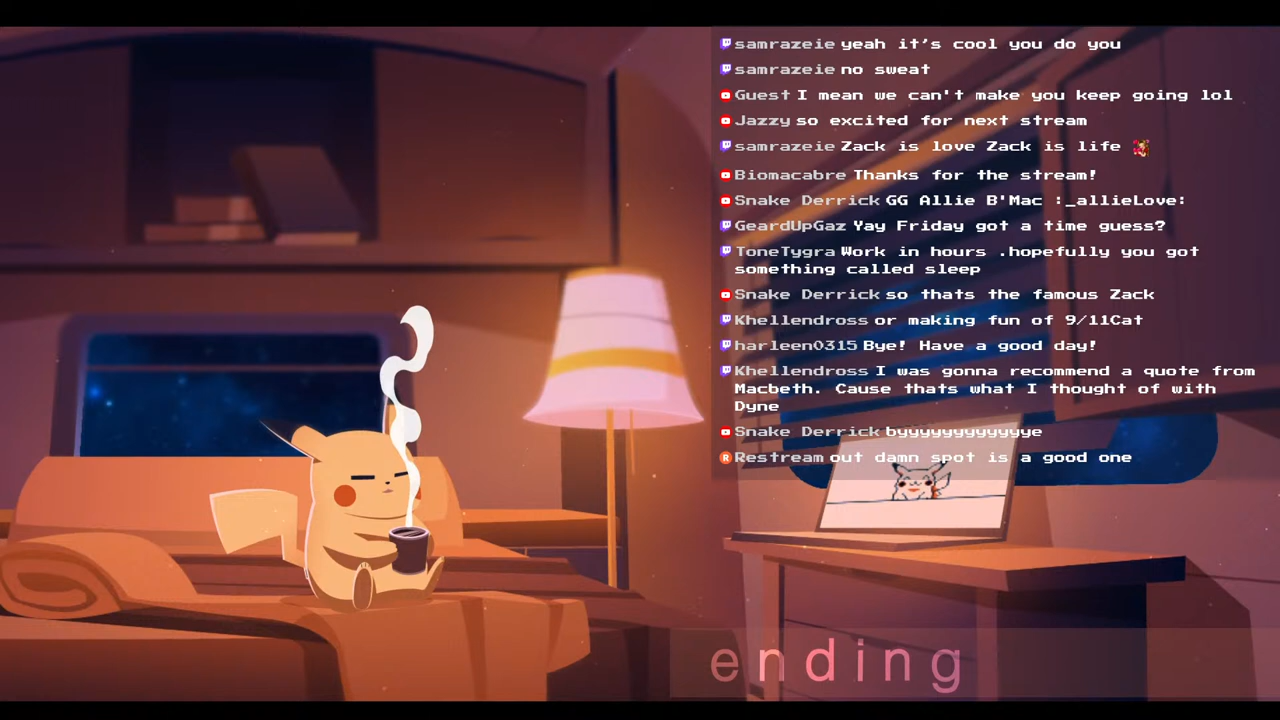 samrazeie yeah it's cool you do you
samrazeie no sweat
Guest I mean we can't make you keep going lol
Jazzy so excited for next stream
samrazeie Zack is love Zack is life
Biomacabre Thanks for the stream!
Snake Derrick GG Allie B'Mac :_allieLove:
GeardUpGaz Yay Friday got a time guess?
ToneTygra Work in hours .hopefully you got
something called sleep
Snake Derrick so thats the famous Zack
Khellendross or making fun of 9/11Cat
harleen0315 Bye! Have a good day!
Khellendross I was gonna recommend a quote from
Macbeth. Cause thats what I thought of with
Dyne
Snake Derrick byyyyyyyyyyyye
Restream out damn spot is a good one
ending